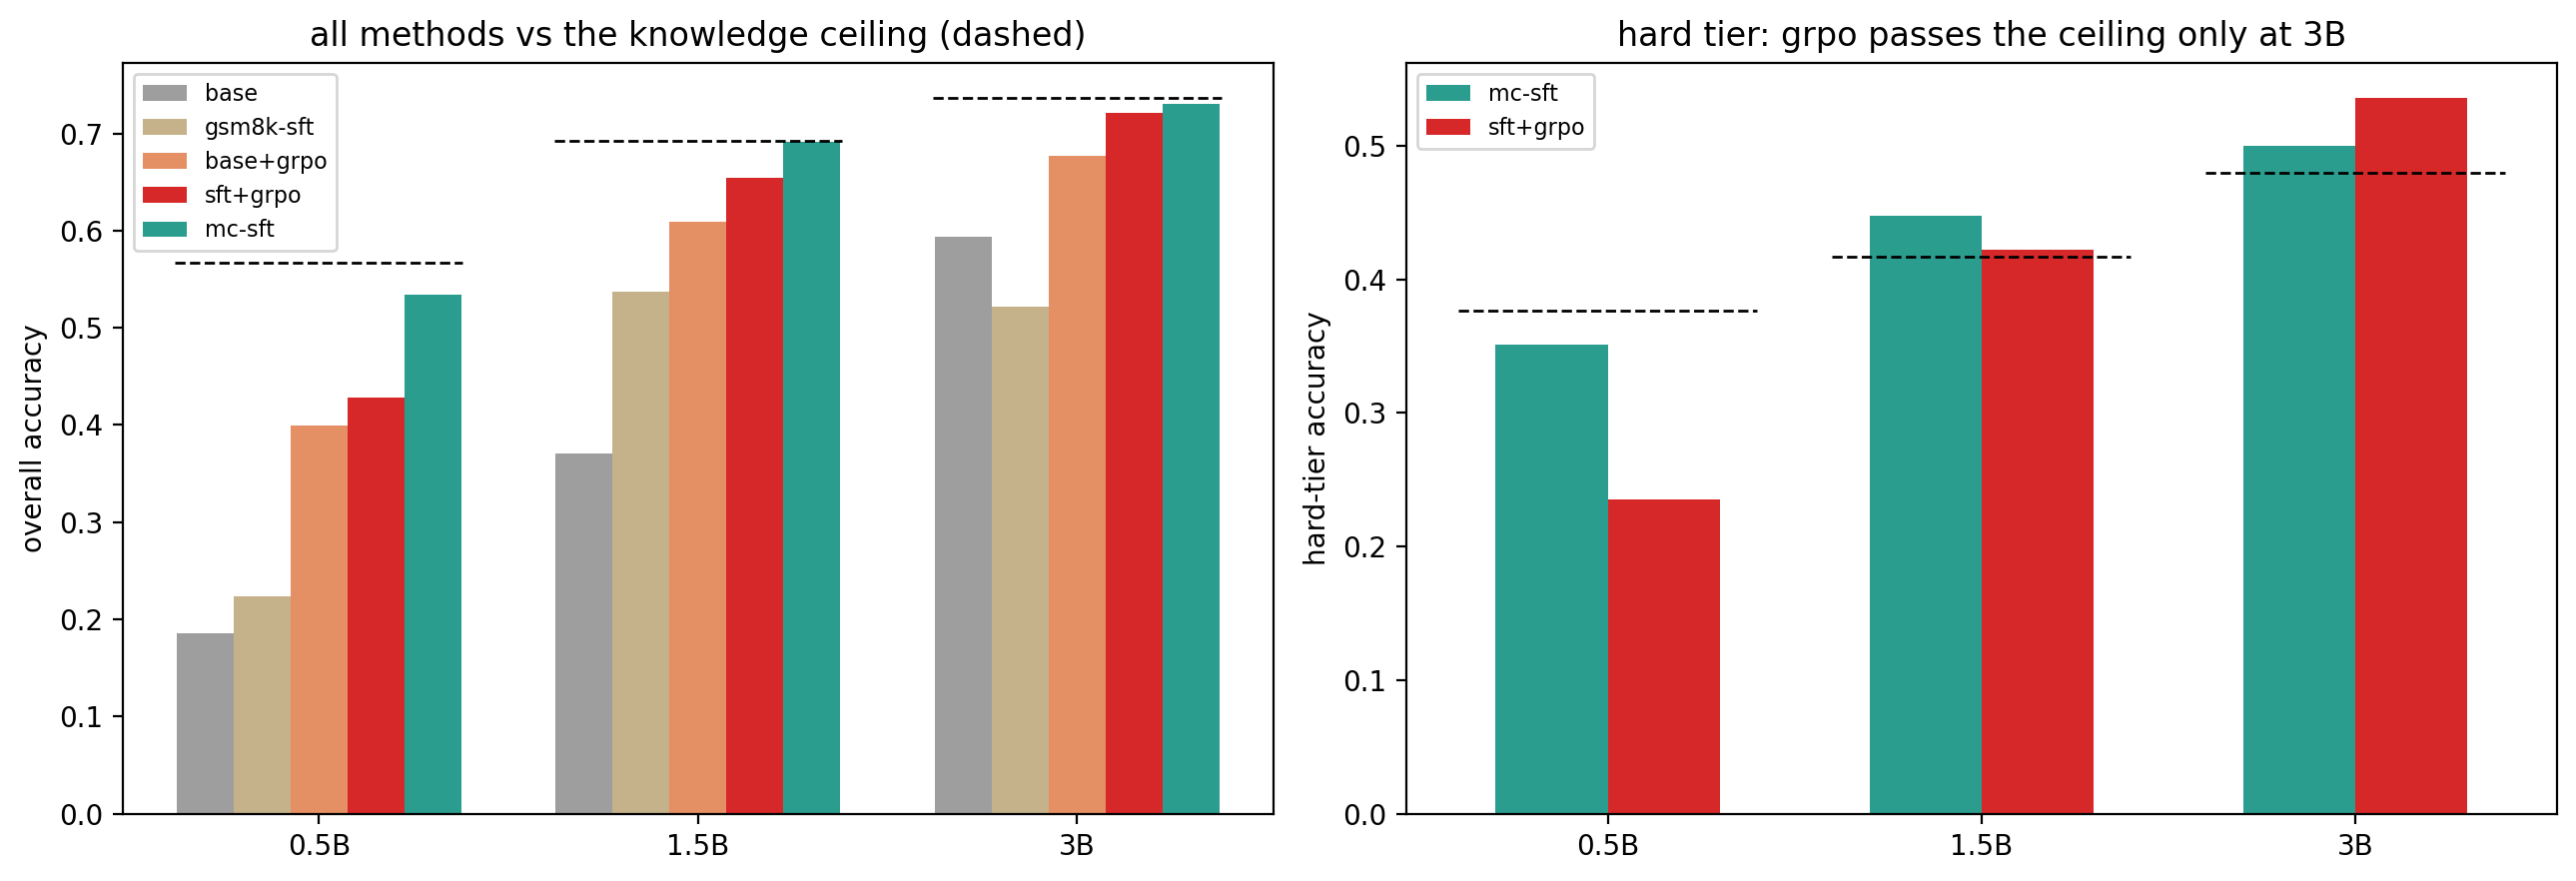 all methods vs the knowledge ceiling (dashed)
overall accuracy
0.7
0.6
0.5
0.4
0.3
0.2
0.1
0.0
base
gsm8k-sft
base+grpo
sft+grpo
mc-sft
0.5B
1.5B
3B
hard tier: grpo passes the ceiling only at 3B
hard-tier accuracy
0.5
0.4
0.3
0.2
0.1
0.0
mc-sft
sft+grpo
0.5B
1.5B
3B